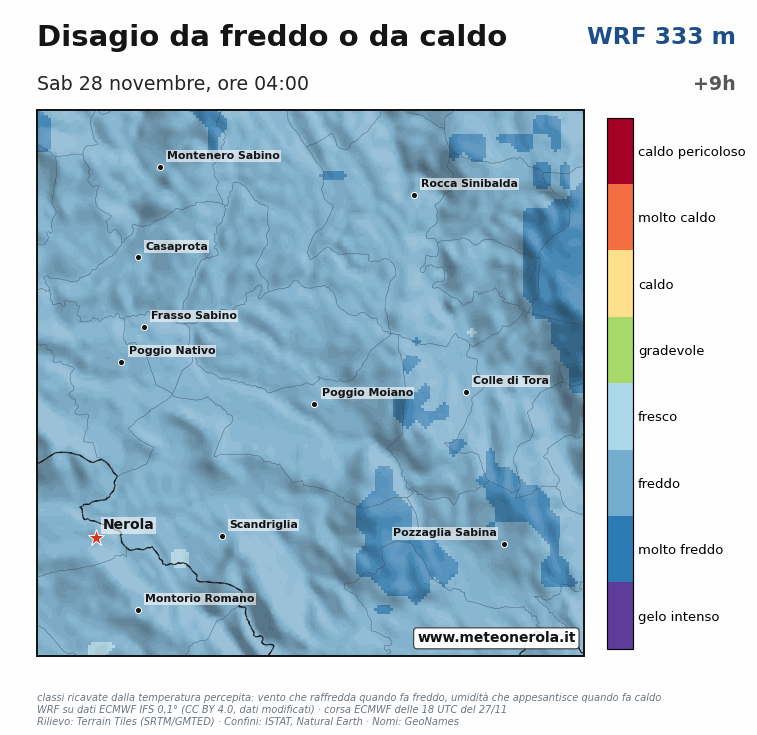 Disagio da freddo o da caldo
WRF 333 m
Sab 28 novembre, ore 04:00
+9h
Montenero Sabino
Rocca Sinibalda
Casaprota
Frasso Sabino
Poggio Nativo
Poggio Moiano
Colle di Tora
Nerola
Scandriglia
Pozzaglia Sabina
Montorio Romano
www.meteonerola.it
caldo pericoloso
molto caldo
caldo
gradevole
fresco
freddo
molto freddo
gelo intenso
classi ricavate dalla temperatura percepita: vento che raffredda quando fa freddo, umidità che appesantisce quando fa caldo
WRF su dati ECMWF IFS 0,1° (CC BY 4.0, dati modificati) · corsa ECMWF delle 18 UTC del 27/11
Rilievo: Terrain Tiles (SRTM/GMTED) · Confini: ISTAT, Natural Earth · Nomi: GeoNames